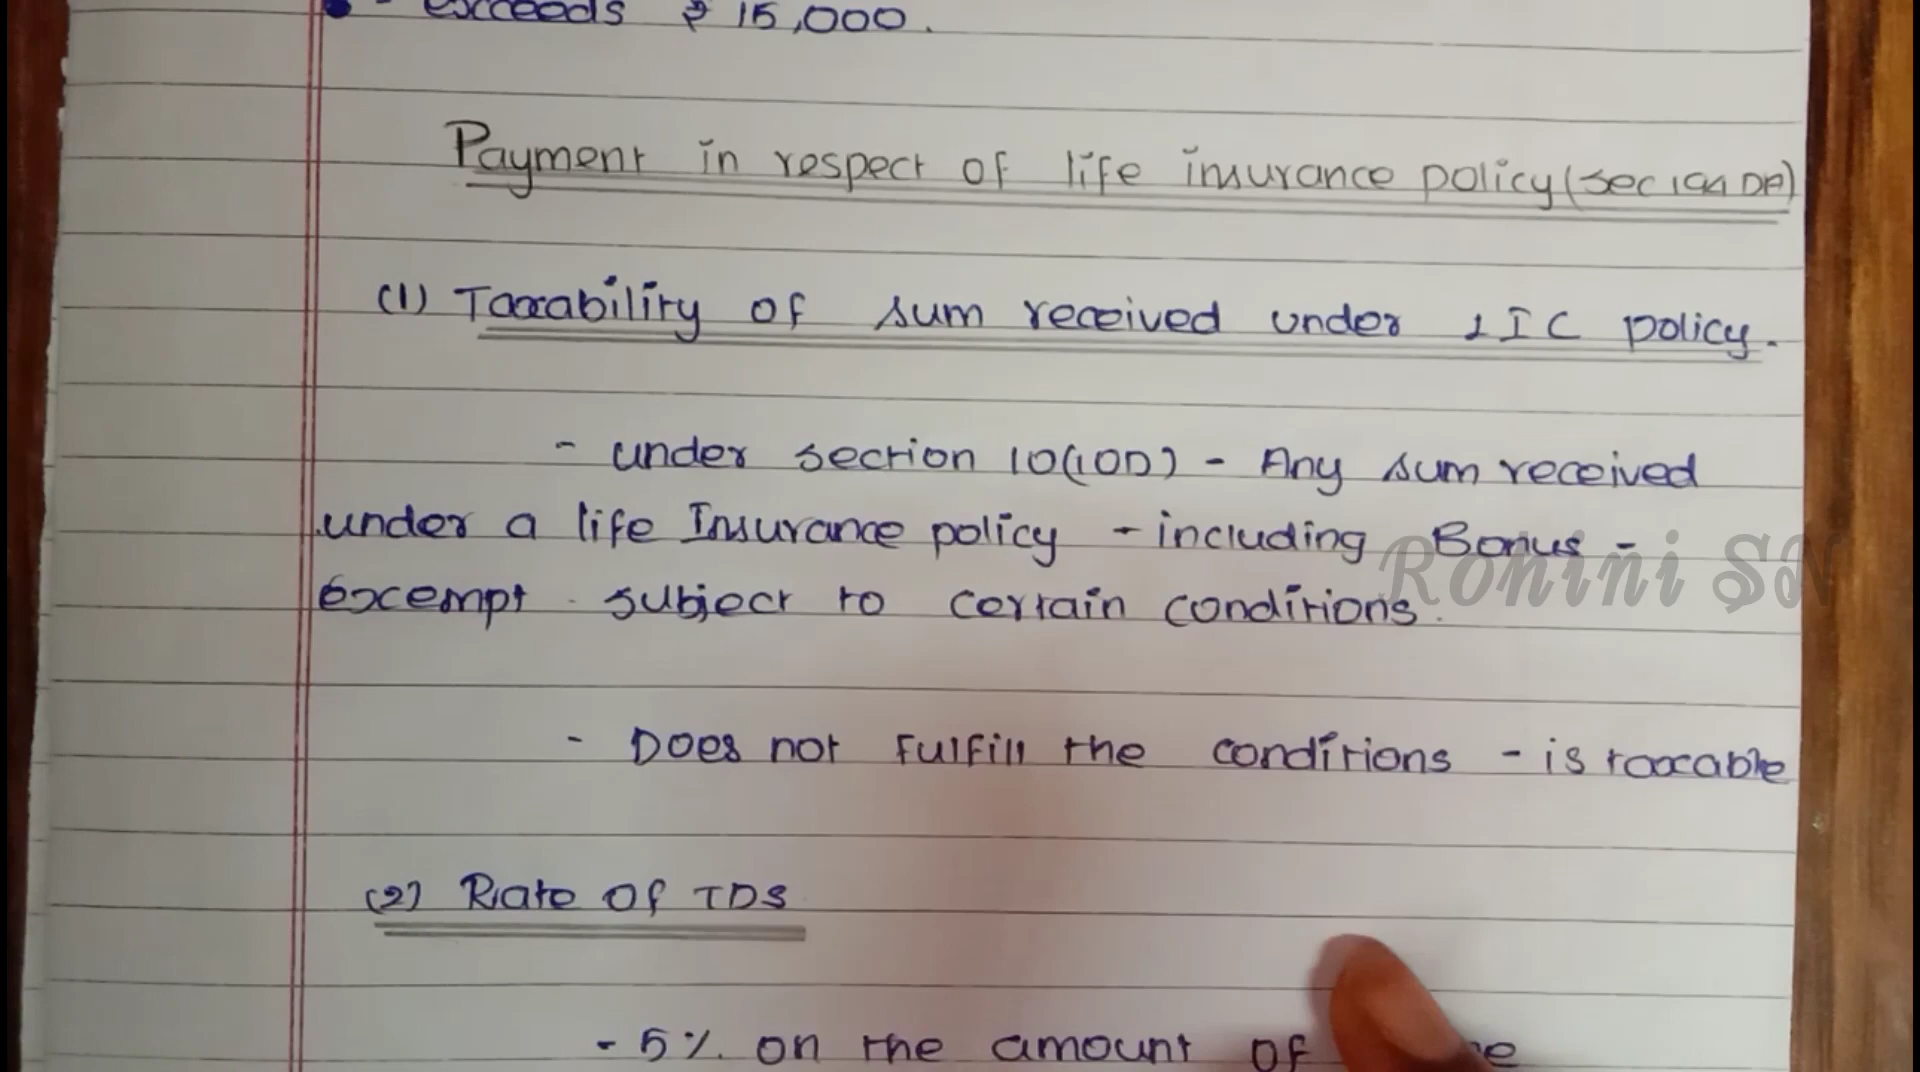 exceeds ₹ 15,000.
Payment in respect of life insurance policy (Sec 194 DA)
(1) Taxability of sum received under LIC policy.
- under section 10(10D) - Any sum received
under a life Insurance policy - including Bonus -
Exempt subject to certain conditions.
Ronini SN
- Does not fulfill the conditions - is taxable
(2) Rate of TDS
- 5% on the amount of